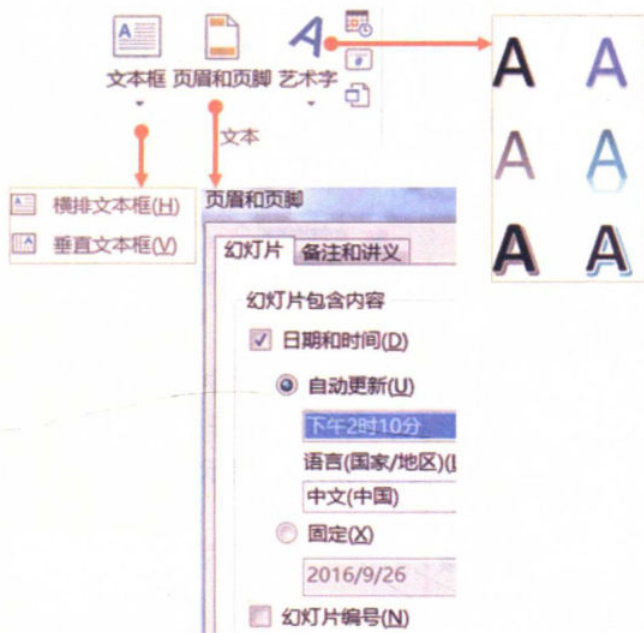 文本框 页眉和页脚 艺术字
文本
横排文本框(H)
垂直文本框(V)
页眉和页脚
幻灯片 备注和讲义
幻灯片包含内容
日期和时间(D)
自动更新(U)
下午2时10分
语言(国家/地区)(L
中文(中国)
固定(X)
2016/9/26
幻灯片编号(N)
A A
A A
A A